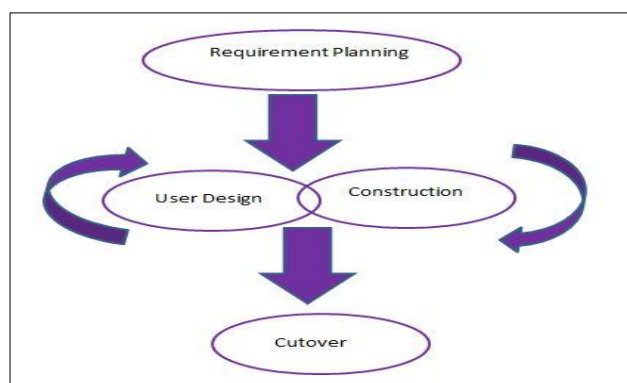 Requirement Planning
User Design
Construction
Cutover